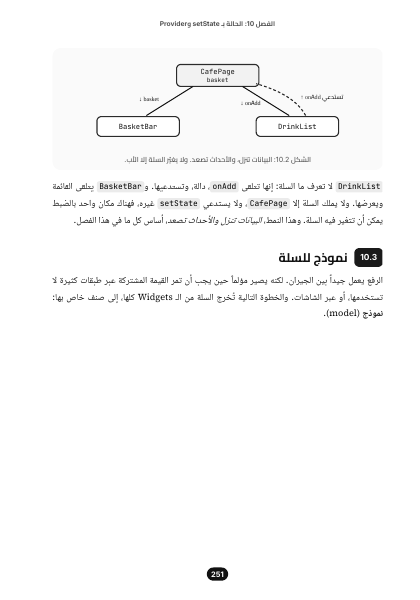 الفصل 10: الحالة بـ setState وProvider
CafePage
basket
↓ basket
↓ onAdd
تستدعي onAdd ↑
BasketBar
DrinkList
الشكل 10.2: البيانات تنزل، والأحداث تصعد. ولا يغيّر السلة إلا الأب.
DrinkList لا تعرف ما السلة: إنها تتلقى onAdd، دالة، وتستدعيها. وBasketBar يتلقى القائمة
ويعرضها. ولا يملك السلة إلا CafePage، ولا يستدعي setState غيره، فهناك مكان واحد بالضبط
يمكن أن تتغير فيه السلة. وهذا النمط، البيانات تنزل والأحداث تصعد، أساس كل ما في هذا الفصل.
10.3 نموذج للسلة
الرفع يعمل جيداً بين الجيران. لكنه يصير مؤلماً حين يجب أن تمر القيمة المشتركة عبر طبقات كثيرة لا
تستخدمها، أو عبر الشاشات. والخطوة التالية تُخرج السلة من الـ Widgets كلها، إلى صنف خاص بها:
نموذج (model).
251